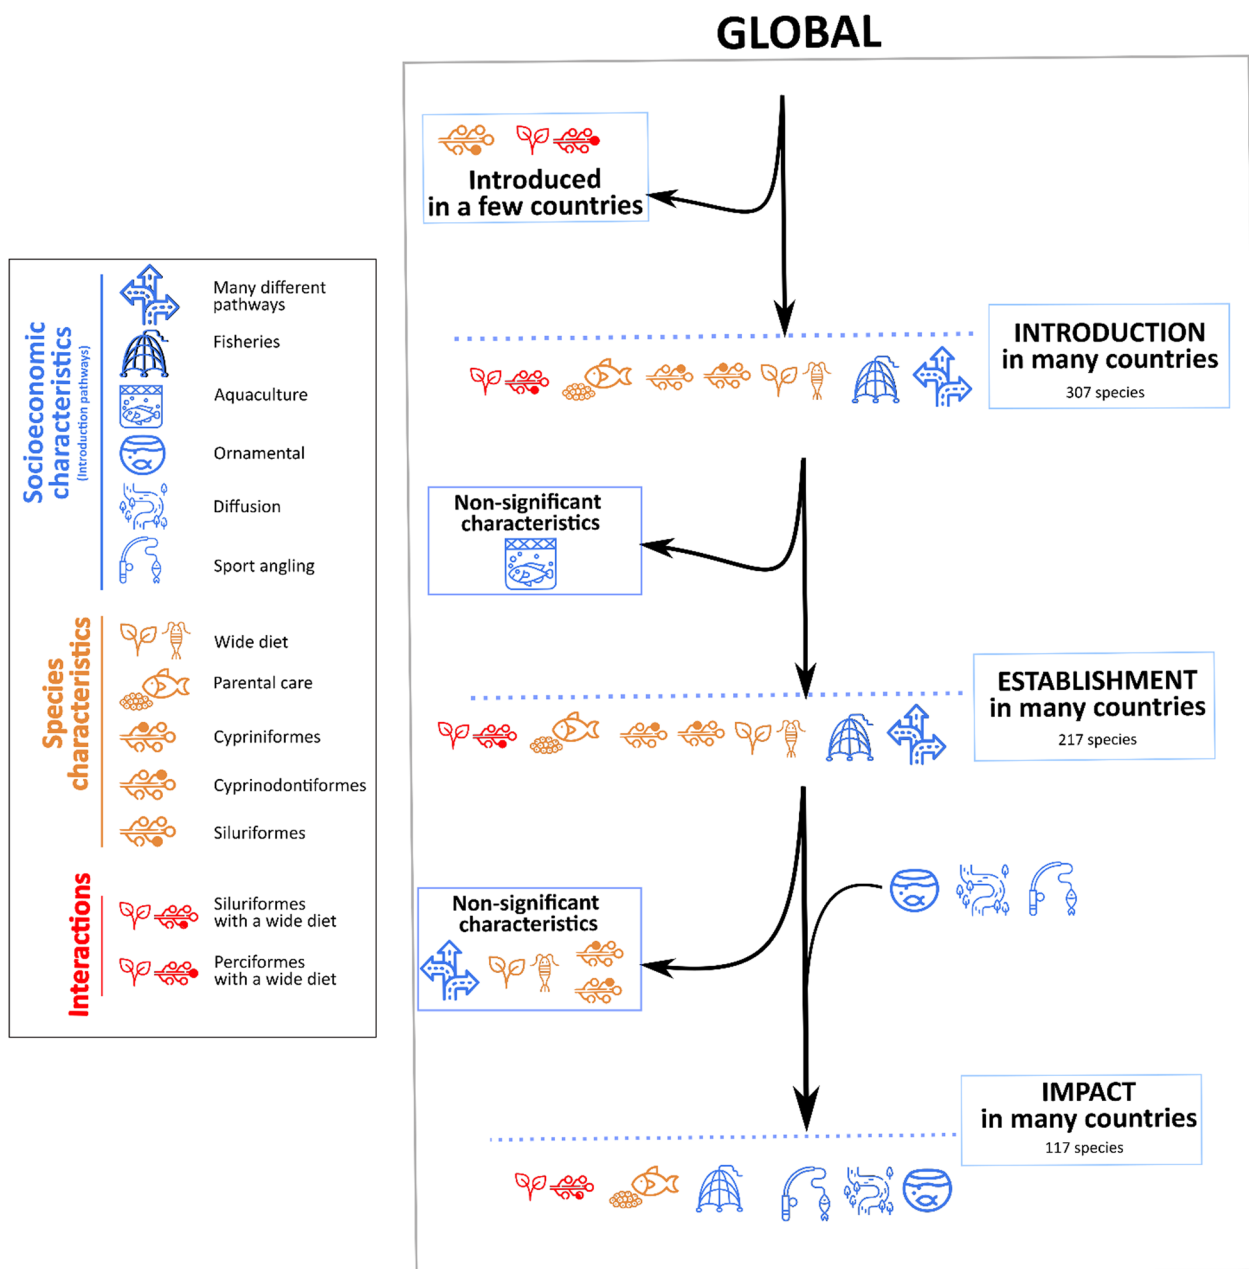 GLOBAL
Introduced
in a few countries
INTRODUCTION
in many countries
307 species
Non-significant
characteristics
ESTABLISHMENT
in many countries
217 species
Non-significant
characteristics
IMPACT
in many countries
117 species
Socioeconomic
characteristics
(Introduction pathways)
Many different
pathways
Fisheries
Aquaculture
Ornamental
Diffusion
Sport angling
Species
characteristics
Wide diet
Parental care
Cypriniformes
Cyprinodontiformes
Siluriformes
Interactions
Siluriformes
with a wide diet
Perciformes
with a wide diet